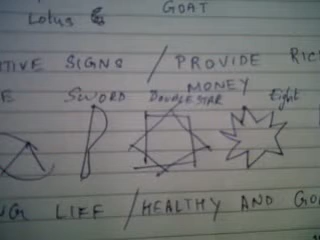 GOAT
Lotus
TIVE SIGNS / PROVIDE RIC
MONEY
SWORD DOUBLE STAR Eight
LIFE / HEALTHY AND GO